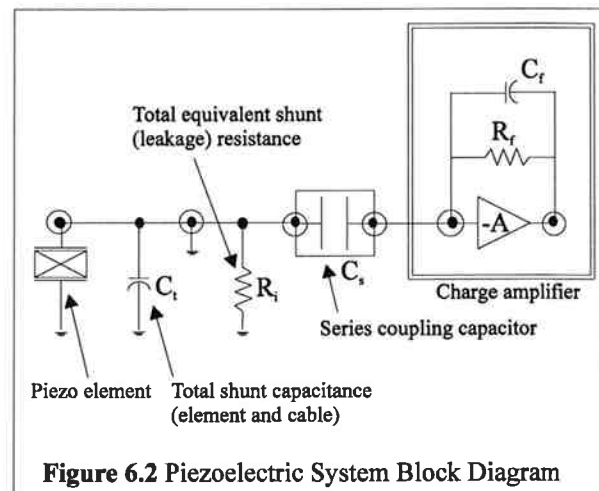 C_f
Total equivalent shunt
(leakage) resistance
R_f
-A
C_t
R_i
C_s
Charge amplifier
Series coupling capacitor
Piezo element
Total shunt capacitance
(element and cable)
Figure 6.2 Piezoelectric System Block Diagram